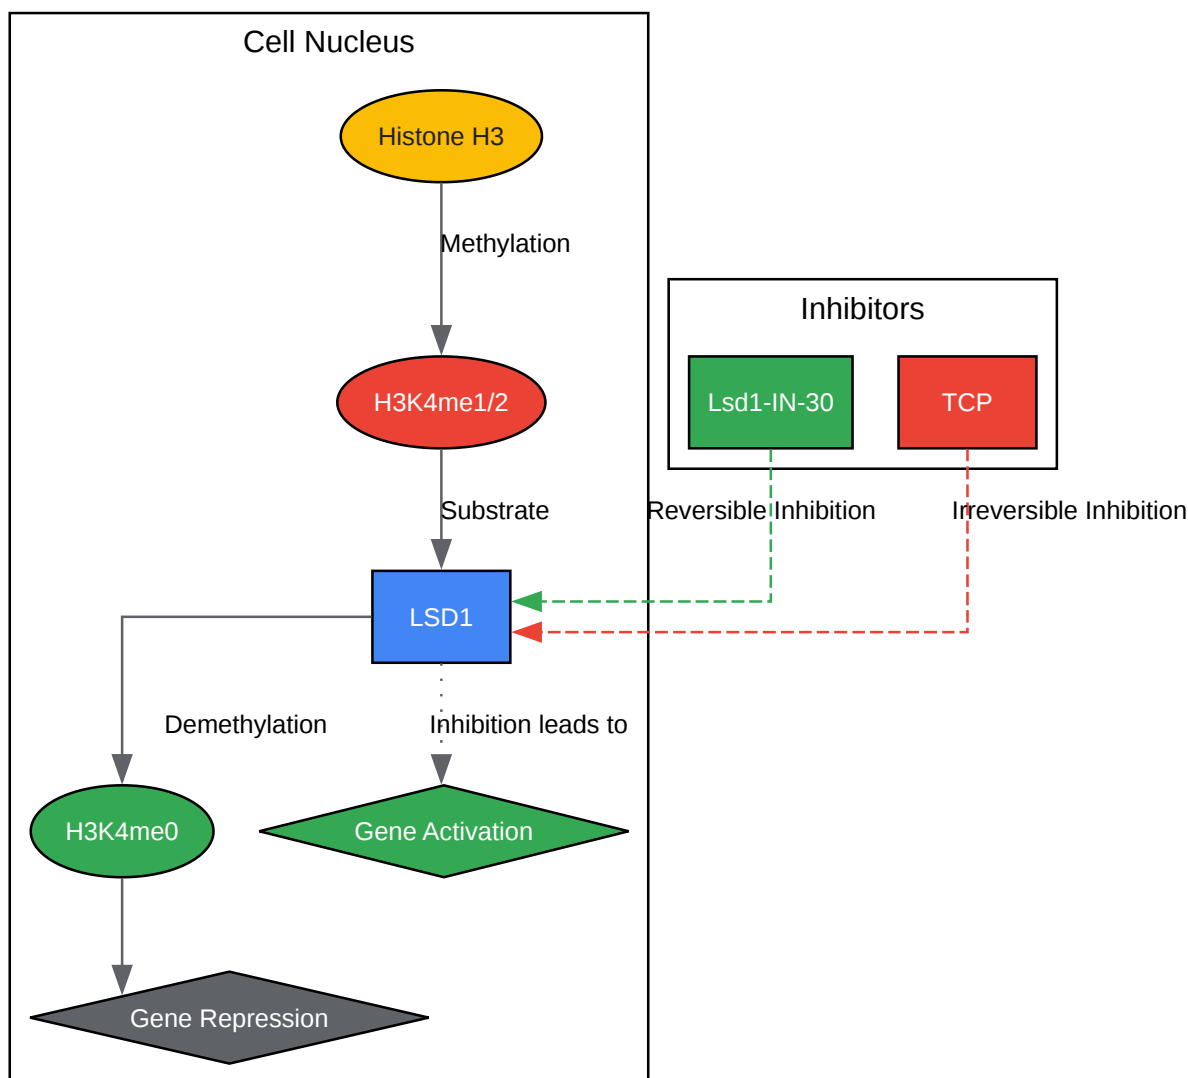 Cell Nucleus
Histone H3
Methylation
Inhibitors
H3K4me1/2
Lsd1-IN-30
TCP
Substrate
Reversible Inhibition
Irreversible Inhibition
LSD1
Demethylation
Inhibition leads to
H3K4me0
Gene Activation
Gene Repression